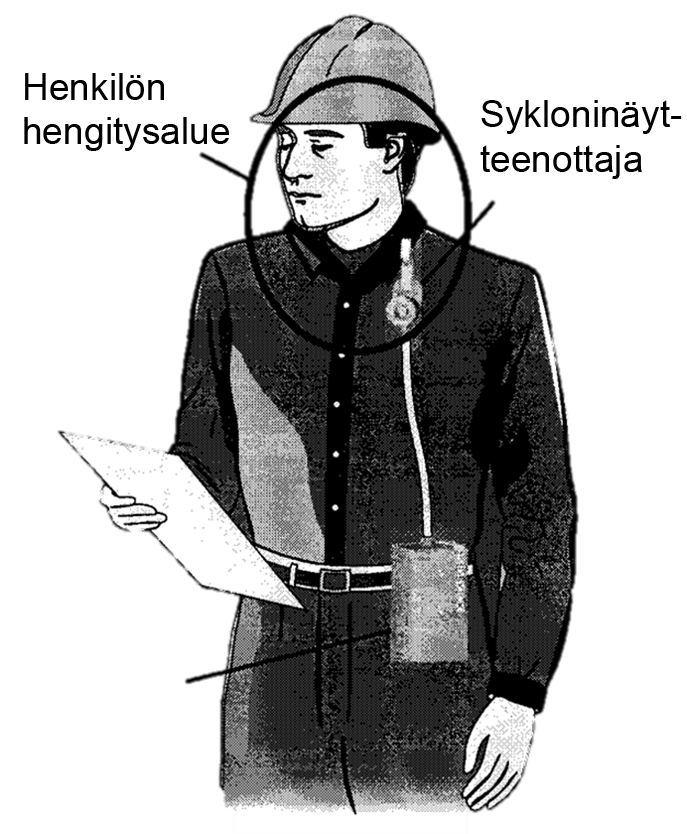 Henkilön
hengitysalue
Sykloninäyt-
teenottaja